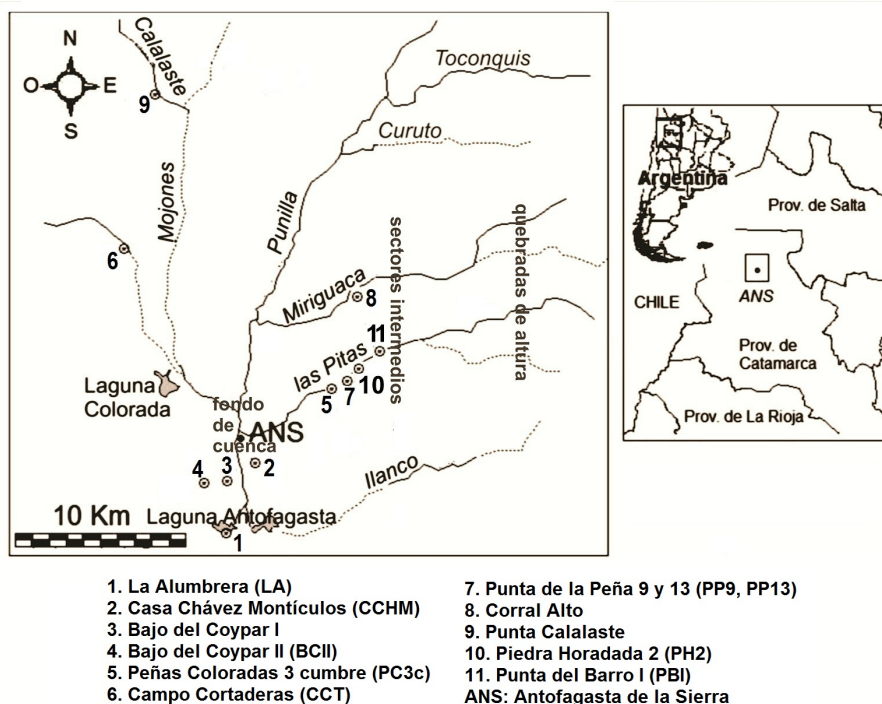 N
O E
S
Calalaste
9
Toconquis
Curuto
Mojones
Punilla
6
sectores intermedios
quebradas de altura
Miriguaca
8
11
las Pitas
5 7 10
Laguna
Colorada
fondo
de
cuenca
ANS
4 3 2
Ilanco
10 Km
Laguna Antofagasta
1
Argentina
Prov. de Salta
CHILE
ANS
Prov. de
Catamarca
Prov. de La Rioja
1. La Alumbrera (LA)
2. Casa Chávez Montículos (CCHM)
3. Bajo del Coypar I
4. Bajo del Coypar II (BCII)
5. Peñas Coloradas 3 cumbre (PC3c)
6. Campo Cortaderas (CCT)
7. Punta de la Peña 9 y 13 (PP9, PP13)
8. Corral Alto
9. Punta Calalaste
10. Piedra Horadada 2 (PH2)
11. Punta del Barro I (PBI)
ANS: Antofagasta de la Sierra